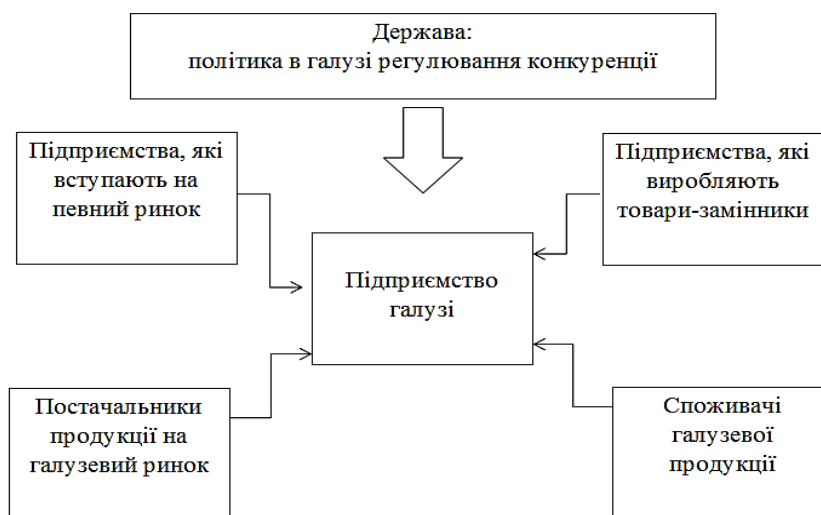 Держава:
політика в галузі регулювання конкуренції
Підприємства, які
вступають на
певний ринок
Підприємства, які
виробляють
товари-замінники
Підприємство
галузі
Постачальники
продукції на
галузевий ринок
Споживачі
галузевої
продукції